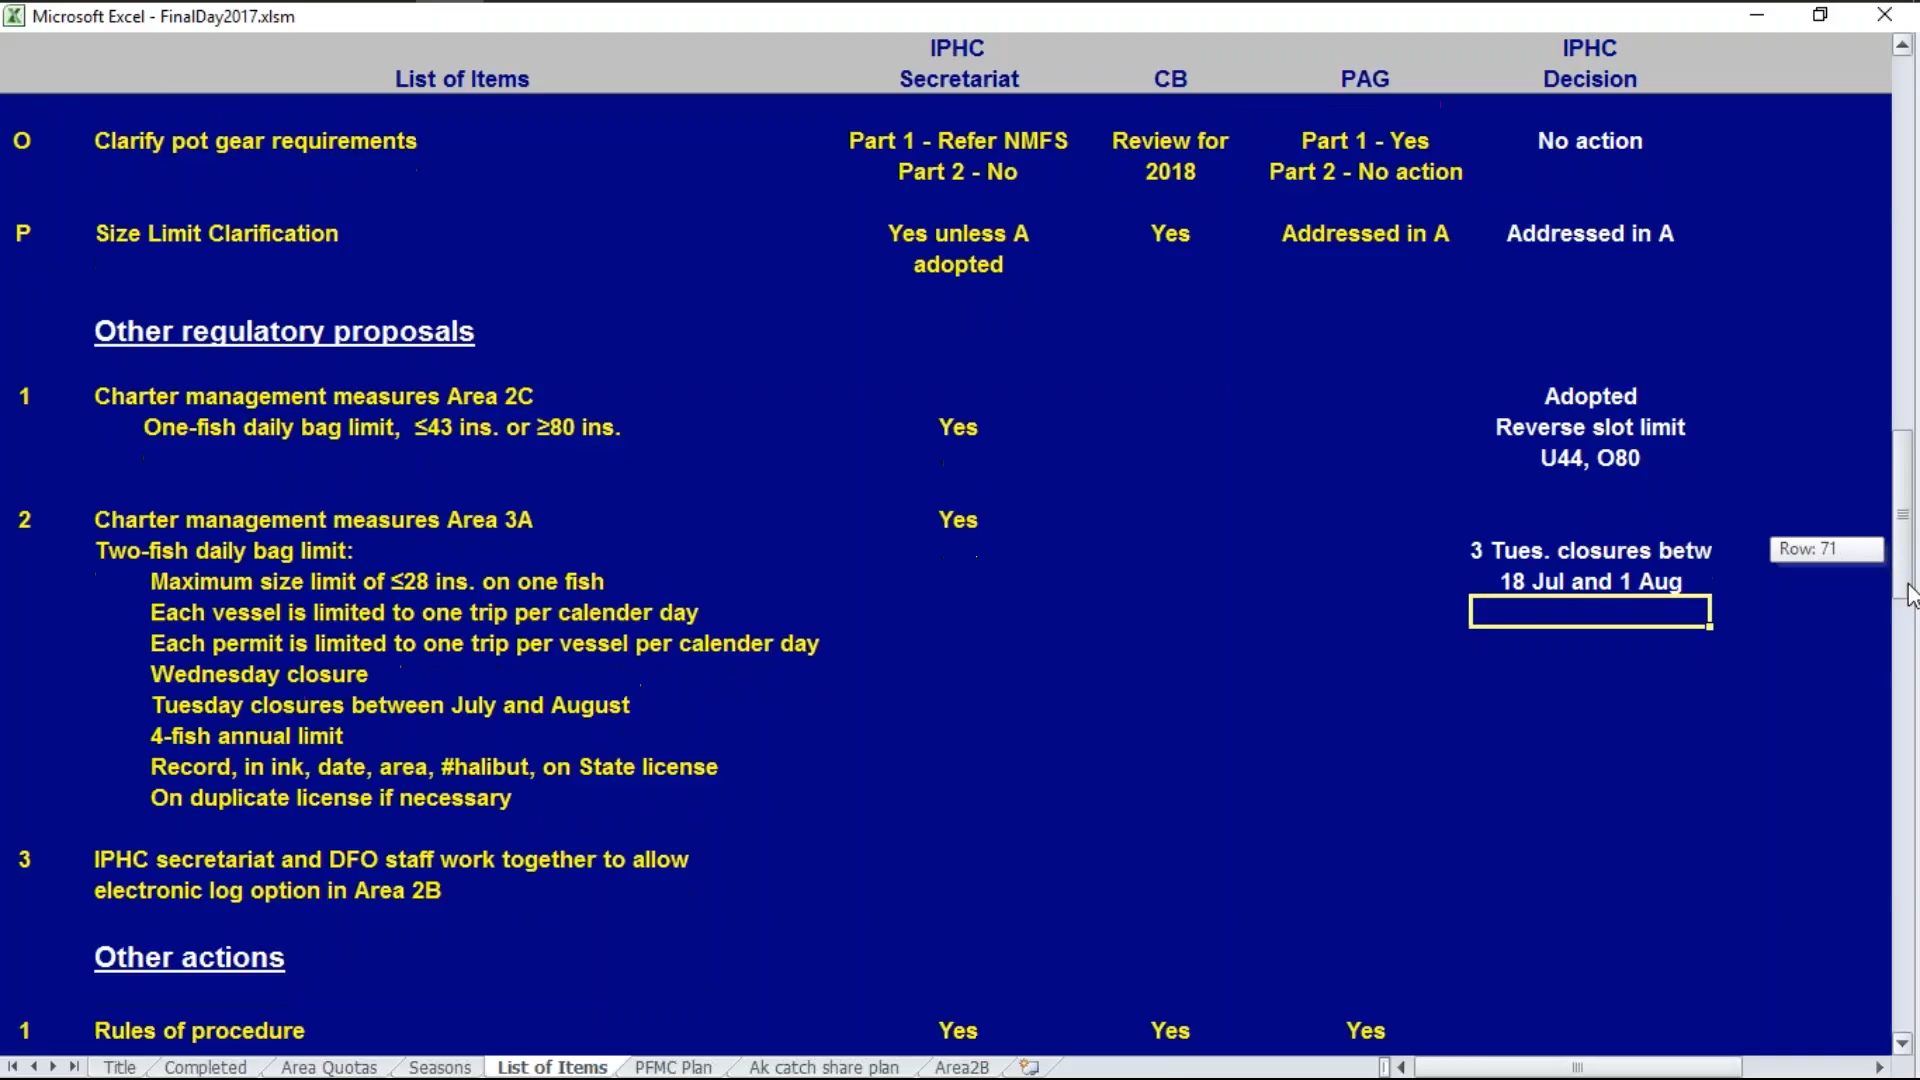 Microsoft Excel - FinalDay2017.xlsm
IPHC IPHC
List of Items Secretariat CB PAG Decision
O Clarify pot gear requirements Part 1 - Refer NMFS Review for Part 1 - Yes No action
Part 2 - No 2018 Part 2 - No action
P Size Limit Clarification Yes unless A Yes Addressed in A Addressed in A
adopted
Other regulatory proposals
1 Charter management measures Area 2C Adopted
One-fish daily bag limit, ≤43 ins. or ≥80 ins. Yes Reverse slot limit
U44, O80
2 Charter management measures Area 3A Yes
Two-fish daily bag limit: 3 Tues. closures betw Row: 71
Maximum size limit of ≤28 ins. on one fish 18 Jul and 1 Aug
Each vessel is limited to one trip per calender day
Each permit is limited to one trip per vessel per calender day
Wednesday closure
Tuesday closures between July and August
4-fish annual limit
Record, in ink, date, area, #halibut, on State license
On duplicate license if necessary
3 IPHC secretariat and DFO staff work together to allow
electronic log option in Area 2B
Other actions
1 Rules of procedure Yes Yes Yes
Title Completed Area Quotas Seasons List of Items PFMC Plan Ak catch share plan Area2B